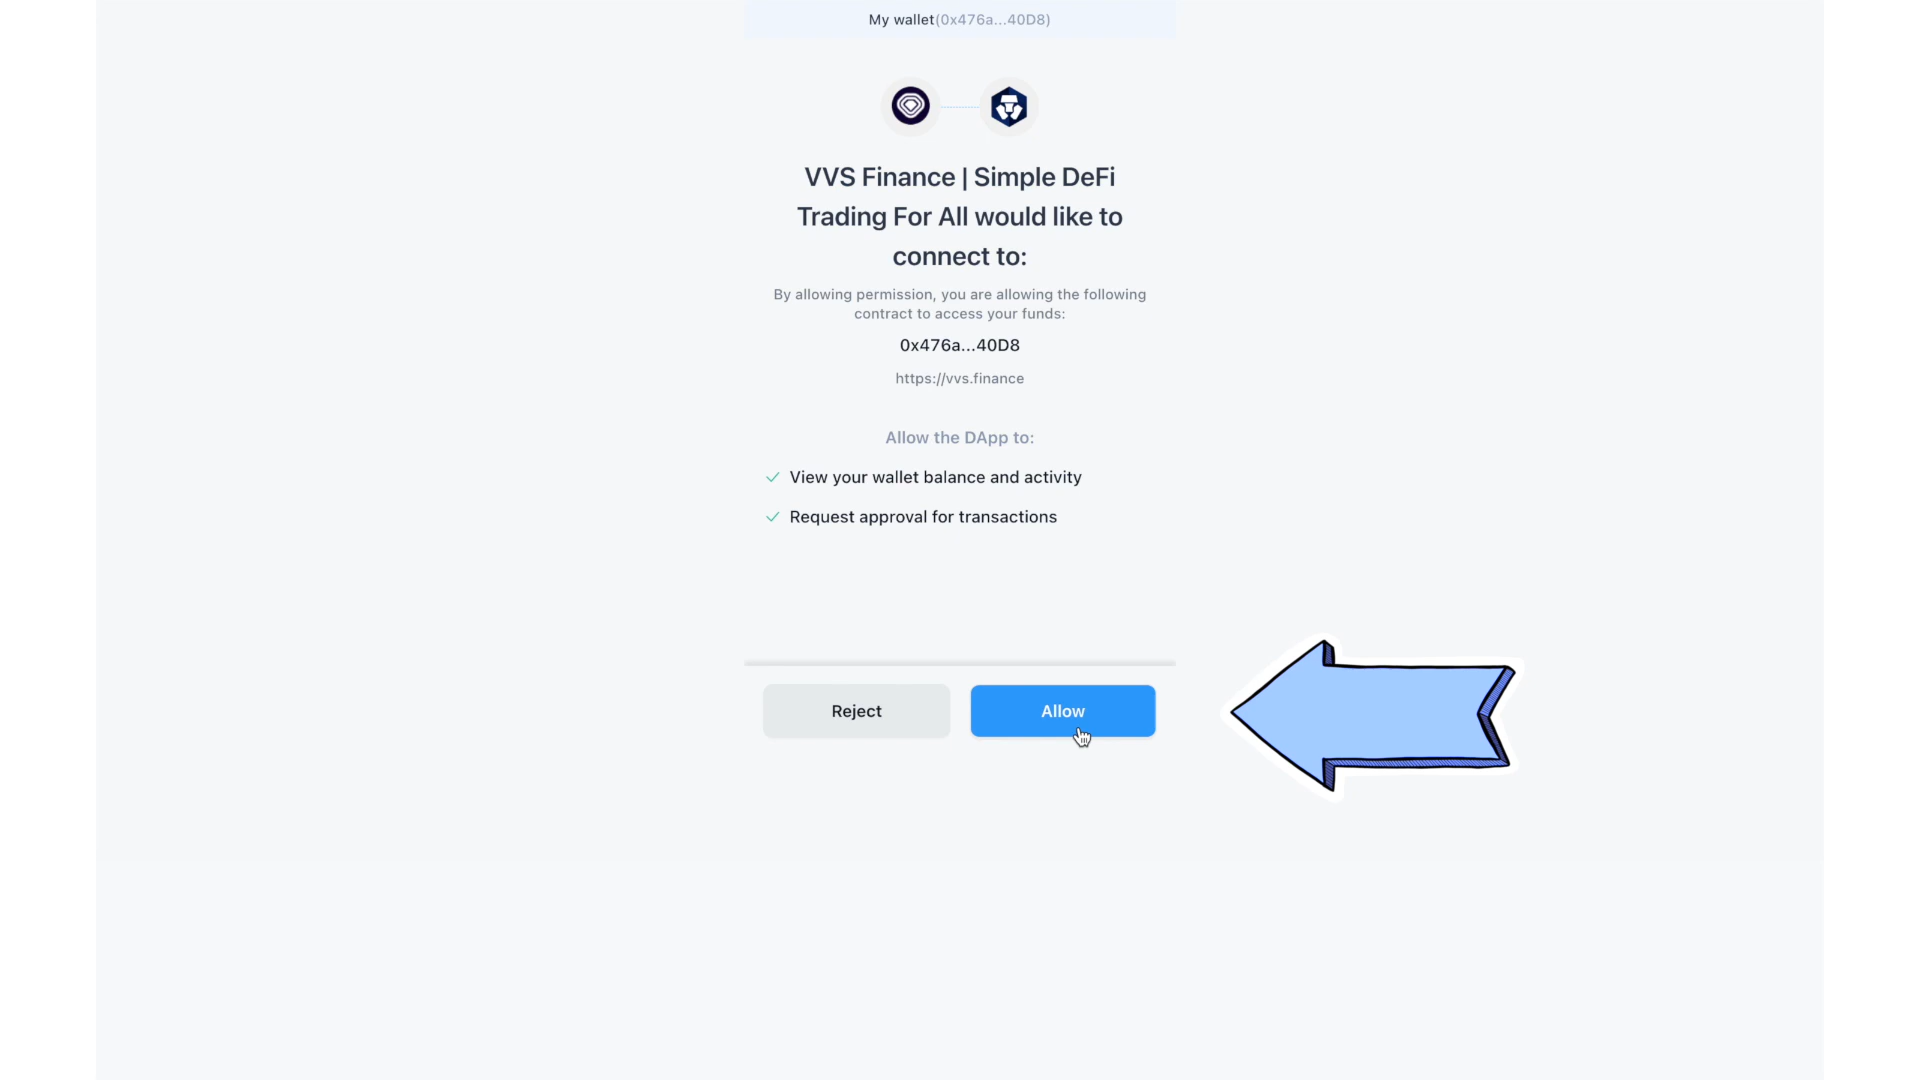 My wallet(0x476a...40D8)
VVS Finance | Simple DeFi
Trading For All would like to
connect to:
By allowing permission, you are allowing the following
contract to access your funds:
0x476a...40D8
https://vvs.finance
Allow the DApp to:
View your wallet balance and activity
Request approval for transactions
Reject
Allow